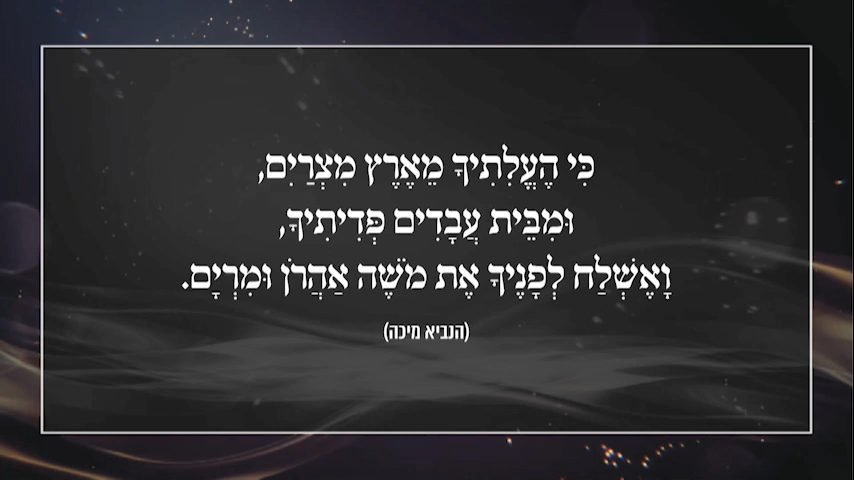 כִּי הֶעֱלִתִיךָ מֵאֶרֶץ מִצְרַיִם,
וּמִבֵּית עֲבָדִים פְּדִיתִיךָ,
וָאֶשְׁלַח לְפָנֶיךָ אֶת מֹשֶׁה אַהֲרֹן וּמִרְיָם.
(הנביא מיכה)